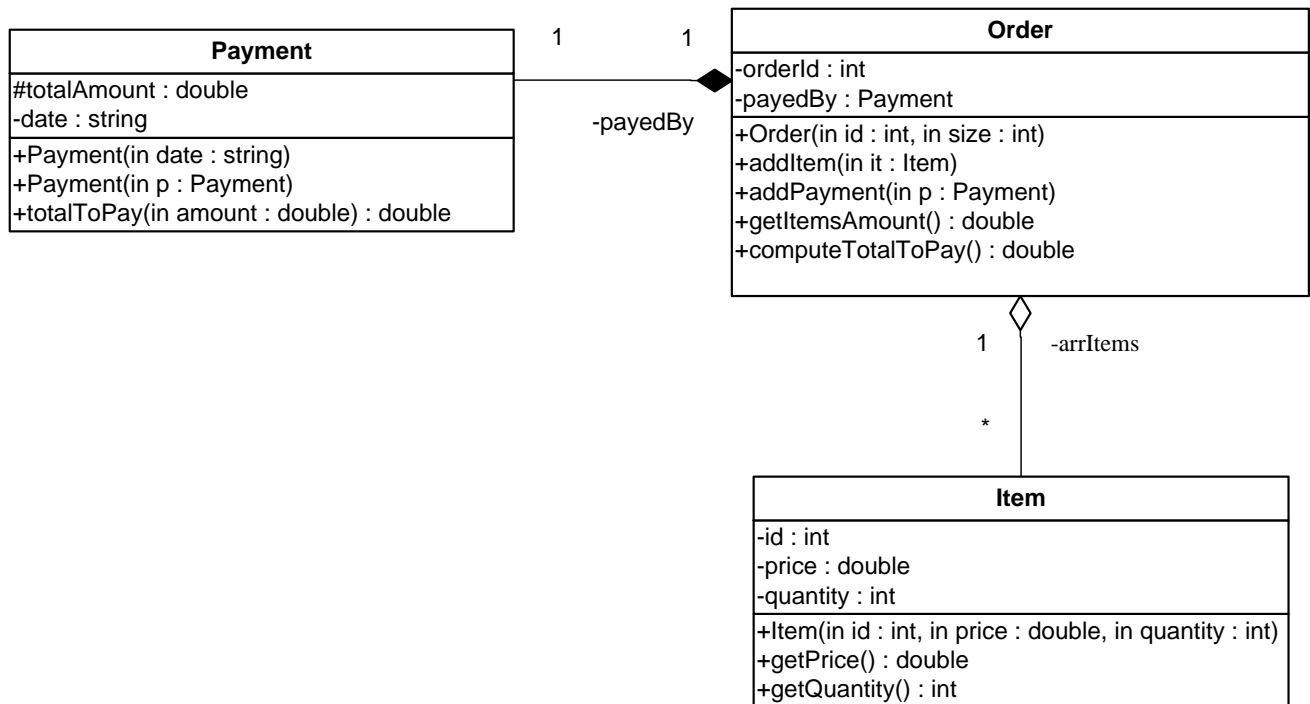 Payment
#totalAmount : double
-date : string
+Payment(in date : string)
+Payment(in p : Payment)
+totalToPay(in amount : double) : double
1
1
-payedBy
Order
-orderId : int
-payedBy : Payment
+Order(in id : int, in size : int)
+addItem(in it : Item)
+addPayment(in p : Payment)
+getItemsAmount() : double
+computeTotalToPay() : double
1
-arrItems
*
Item
-id : int
-price : double
-quantity : int
+Item(in id : int, in price : double, in quantity : int)
+getPrice() : double
+getQuantity() : int